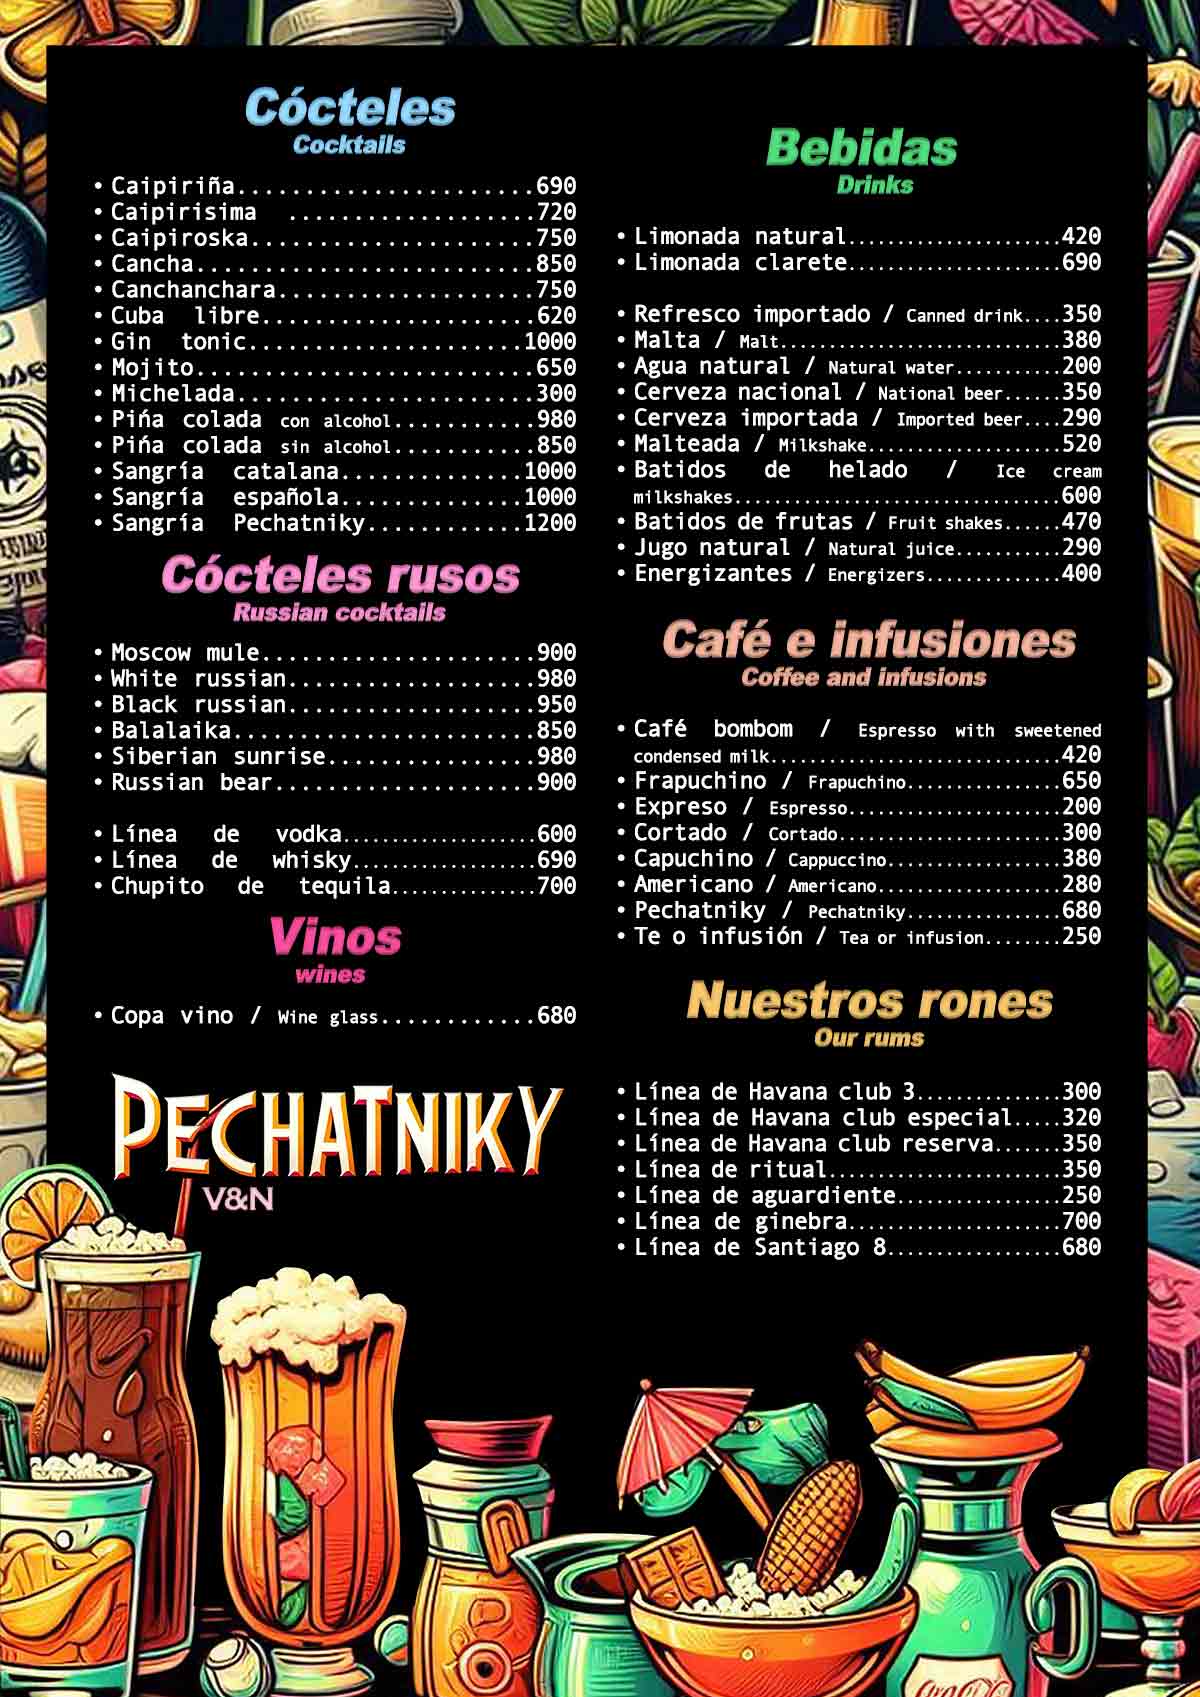 Cócteles
Cocktails
• Caipiriña......................690
• Caipirisima ..................720
• Caipiroska.....................750
• Cancha.........................850
• Canchanchara...................750
• Cuba libre....................620
• Gin tonic.....................1000
• Mojito.........................650
• Michelada......................300
• Pińa colada con alcohol............980
• Pińa colada sin alcohol............850
• Sangría catalana..............1000
• Sangría española..............1000
• Sangría Pechatniky............1200
Cócteles rusos
Russian cocktails
• Moscow mule....................900
• White russian..................980
• Black russian..................950
• Balalaika......................850
• Siberian sunrise...............980
• Russian bear...................900
• Línea de vodka...................600
• Línea de whisky..................690
• Chupito de tequila...............700
Vinos
wines
• Copa vino / Wine glass............680
PECHATNIKY
V&N
Bebidas
Drinks
• Limonada natural......................420
• Limonada clarete......................690
• Refresco importado / Canned drink....350
• Malta / Malt.............................380
• Agua natural / Natural water...........200
• Cerveza nacional / National beer......350
• Cerveza importada / Imported beer....290
• Malteada / Milkshake....................520
• Batidos de helado / Ice cream
milkshakes..................................600
• Batidos de frutas / Fruit shakes......470
• Jugo natural / Natural juice...........290
• Energizantes / Energizers..............400
Café e infusiones
Coffee and infusions
• Café bombom / Espresso with sweetened
condensed milk..............................420
• Frapuchino / Frapuchino................650
• Expreso / Espresso......................200
• Cortado / Cortado.......................300
• Capuchino / Cappuccino..................380
• Americano / Americano...................280
• Pechatniky / Pechatniky................680
• Te o infusión / Tea or infusion........250
Nuestros rones
Our rums
• Línea de Havana club 3...............300
• Línea de Havana club especial.....320
• Línea de Havana club reserva.......350
• Línea de ritual........................350
• Línea de aguardiente.................250
• Línea de ginebra......................700
• Línea de Santiago 8..................680